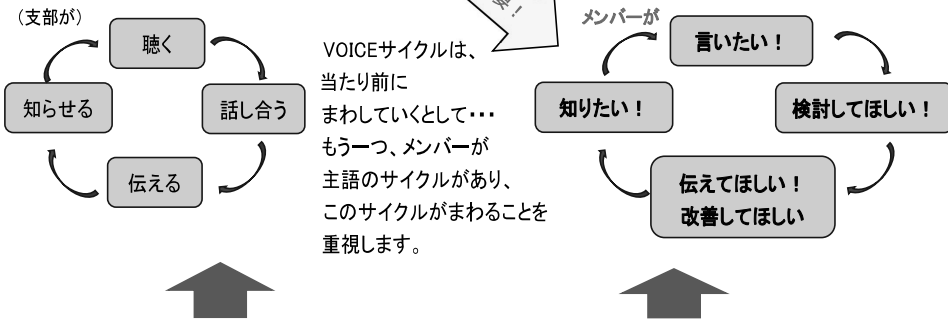 (支部が)
聴く
話し合う
伝える
知らせる
VOICEサイクルは、
当たり前に
まわしていくとして・・・
もう一つ、メンバーが
主語のサイクルがあり、
このサイクルがまわることを
重視します。
メンバーが
言いたい！
検討してほしい！
伝えてほしい！
改善してほしい
知りたい！